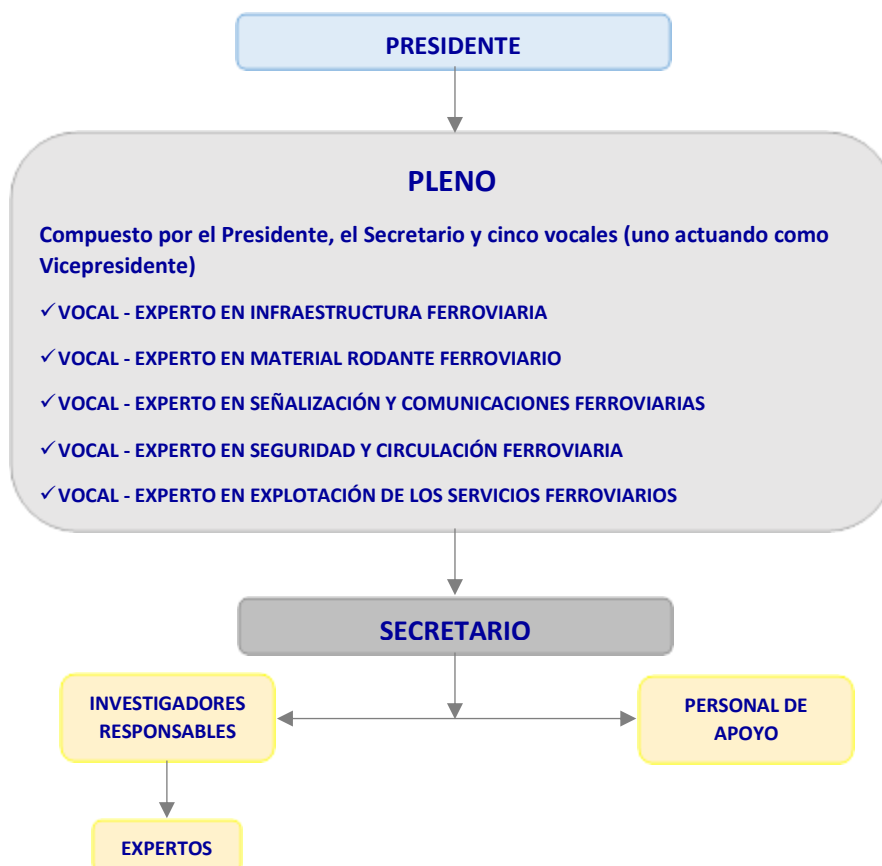 PRESIDENTE
PLENO
Compuesto por el Presidente, el Secretario y cinco vocales (uno actuando como
Vicepresidente)
✓VOCAL - EXPERTO EN INFRAESTRUCTURA FERROVIARIA
✓VOCAL - EXPERTO EN MATERIAL RODANTE FERROVIARIO
✓VOCAL - EXPERTO EN SEÑALIZACIÓN Y COMUNICACIONES FERROVIARIAS
✓VOCAL - EXPERTO EN SEGURIDAD Y CIRCULACIÓN FERROVIARIA
✓VOCAL - EXPERTO EN EXPLOTACIÓN DE LOS SERVICIOS FERROVIARIOS
SECRETARIO
INVESTIGADORES
RESPONSABLES
PERSONAL DE
APOYO
EXPERTOS